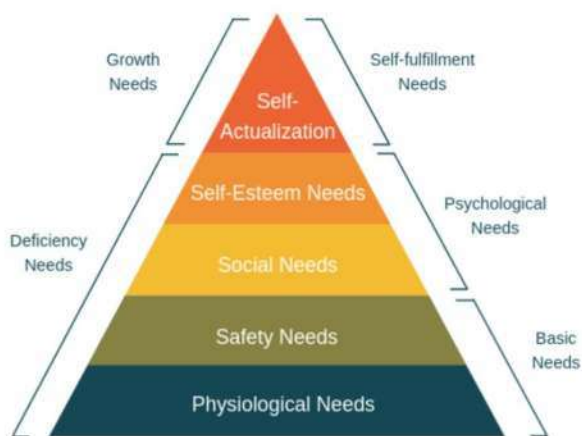 Growth
Needs
Self-fulfillment
Needs
Self-
Actualization
Self-Esteem Needs
Psychological
Needs
Deficiency
Needs
Social Needs
Safety Needs
Basic
Needs
Physiological Needs